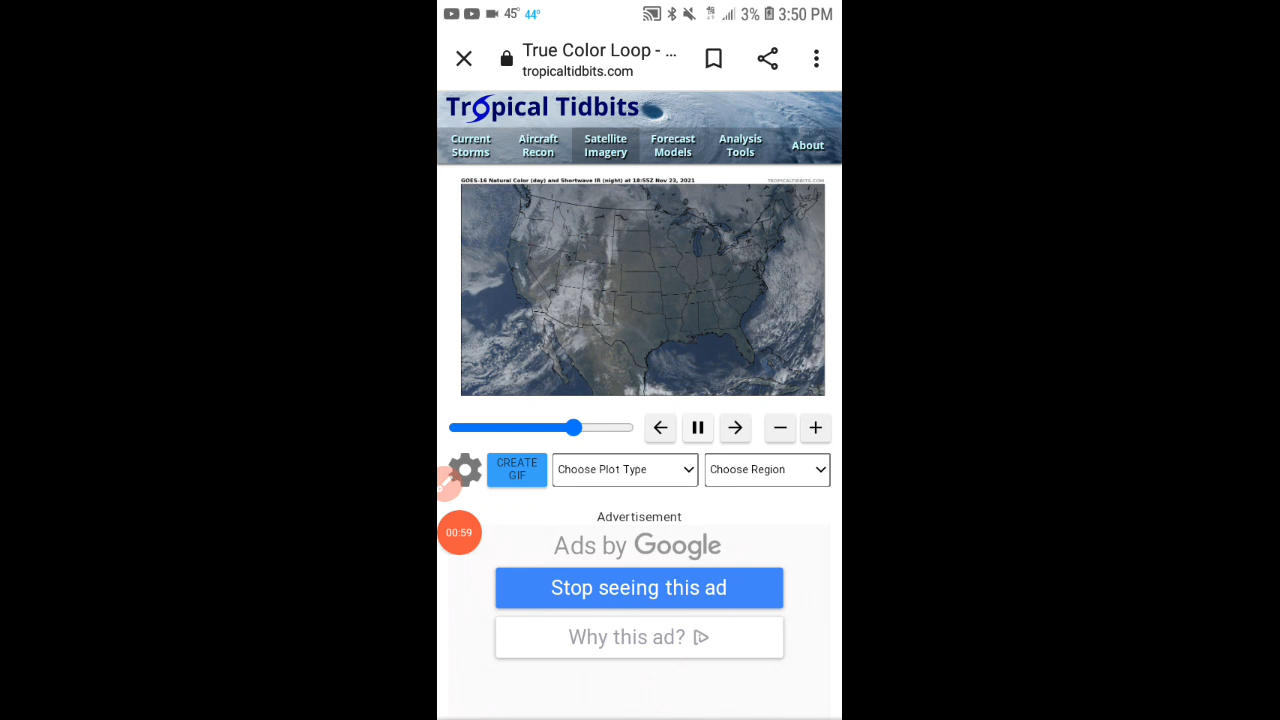 45° 44° 4G 3% 3:50 PM
True Color Loop - ...
tropicaltidbits.com
Tropical Tidbits
Current Storms
Aircraft Recon
Satellite Imagery
Forecast Models
Analysis Tools
About
GOES-16 Natural Color (day) and Shortwave IR (night) at 18:55Z Nov 23, 2021 TROPICALTIDBITS.COM
CREATE GIF
Choose Plot Type
Choose Region
Advertisement
00:59
Ads by Google
Stop seeing this ad
Why this ad?